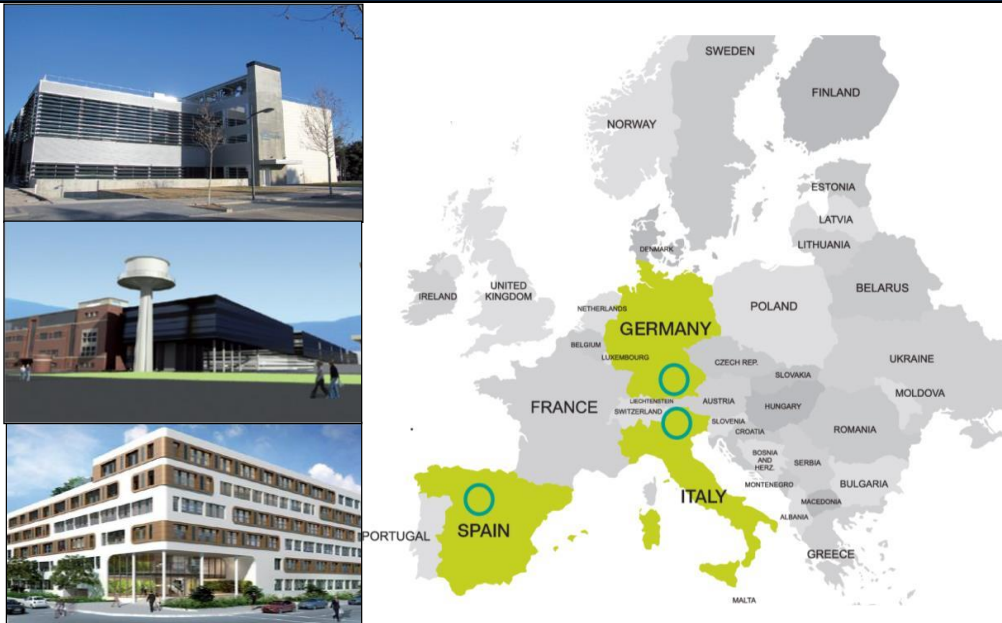 SWEDEN
FINLAND
NORWAY
ESTONIA
LATVIA
LITHUANIA
DENMARK
BELARUS
IRELAND
UNITED
KINGDOM
NETHERLANDS
GERMANY
POLAND
BELGIUM
LUXEMBOURG
CZECH REP.
UKRAINE
SLOVAKIA
MOLDOVA
LIECHTENSTEIN
AUSTRIA
FRANCE
SWITZERLAND
HUNGARY
SLOVENIA
CROATIA
ROMANIA
BOSNIA
AND
HERZ.
SERBIA
MONTENEGRO
BULGARIA
ITALY
MACEDONIA
ALBANIA
PORTUGAL
SPAIN
GREECE
MALTA